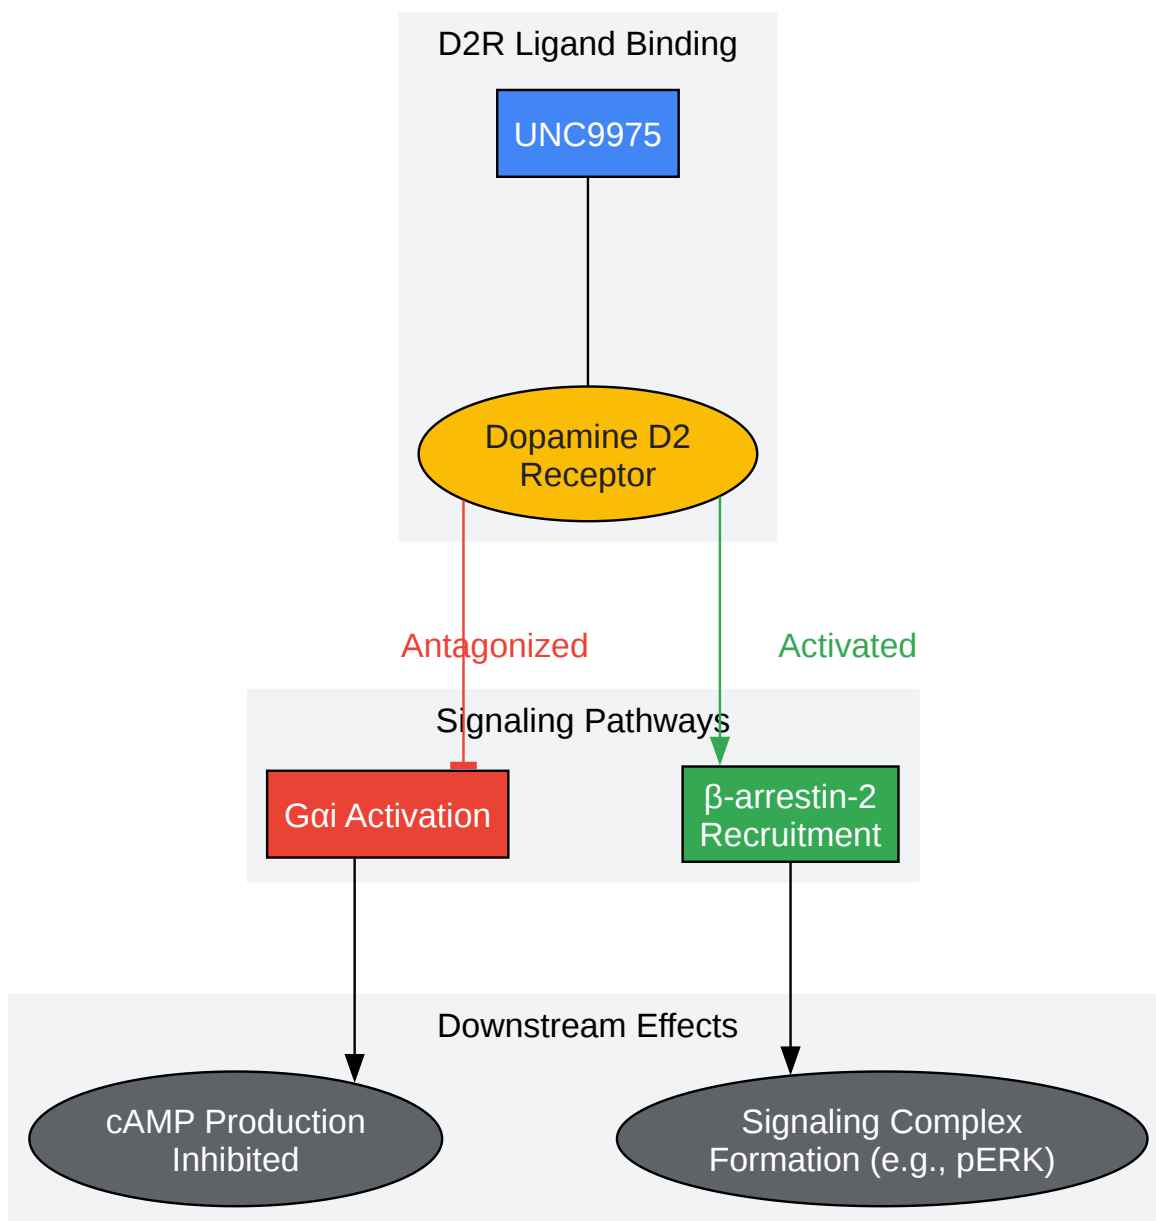 D2R Ligand Binding
UNC9975
Dopamine D2
Receptor
Antagonized
Activated
Signaling Pathways
Gαi Activation
β-arrestin-2
Recruitment
Downstream Effects
cAMP Production
Inhibited
Signaling Complex
Formation (e.g., pERK)